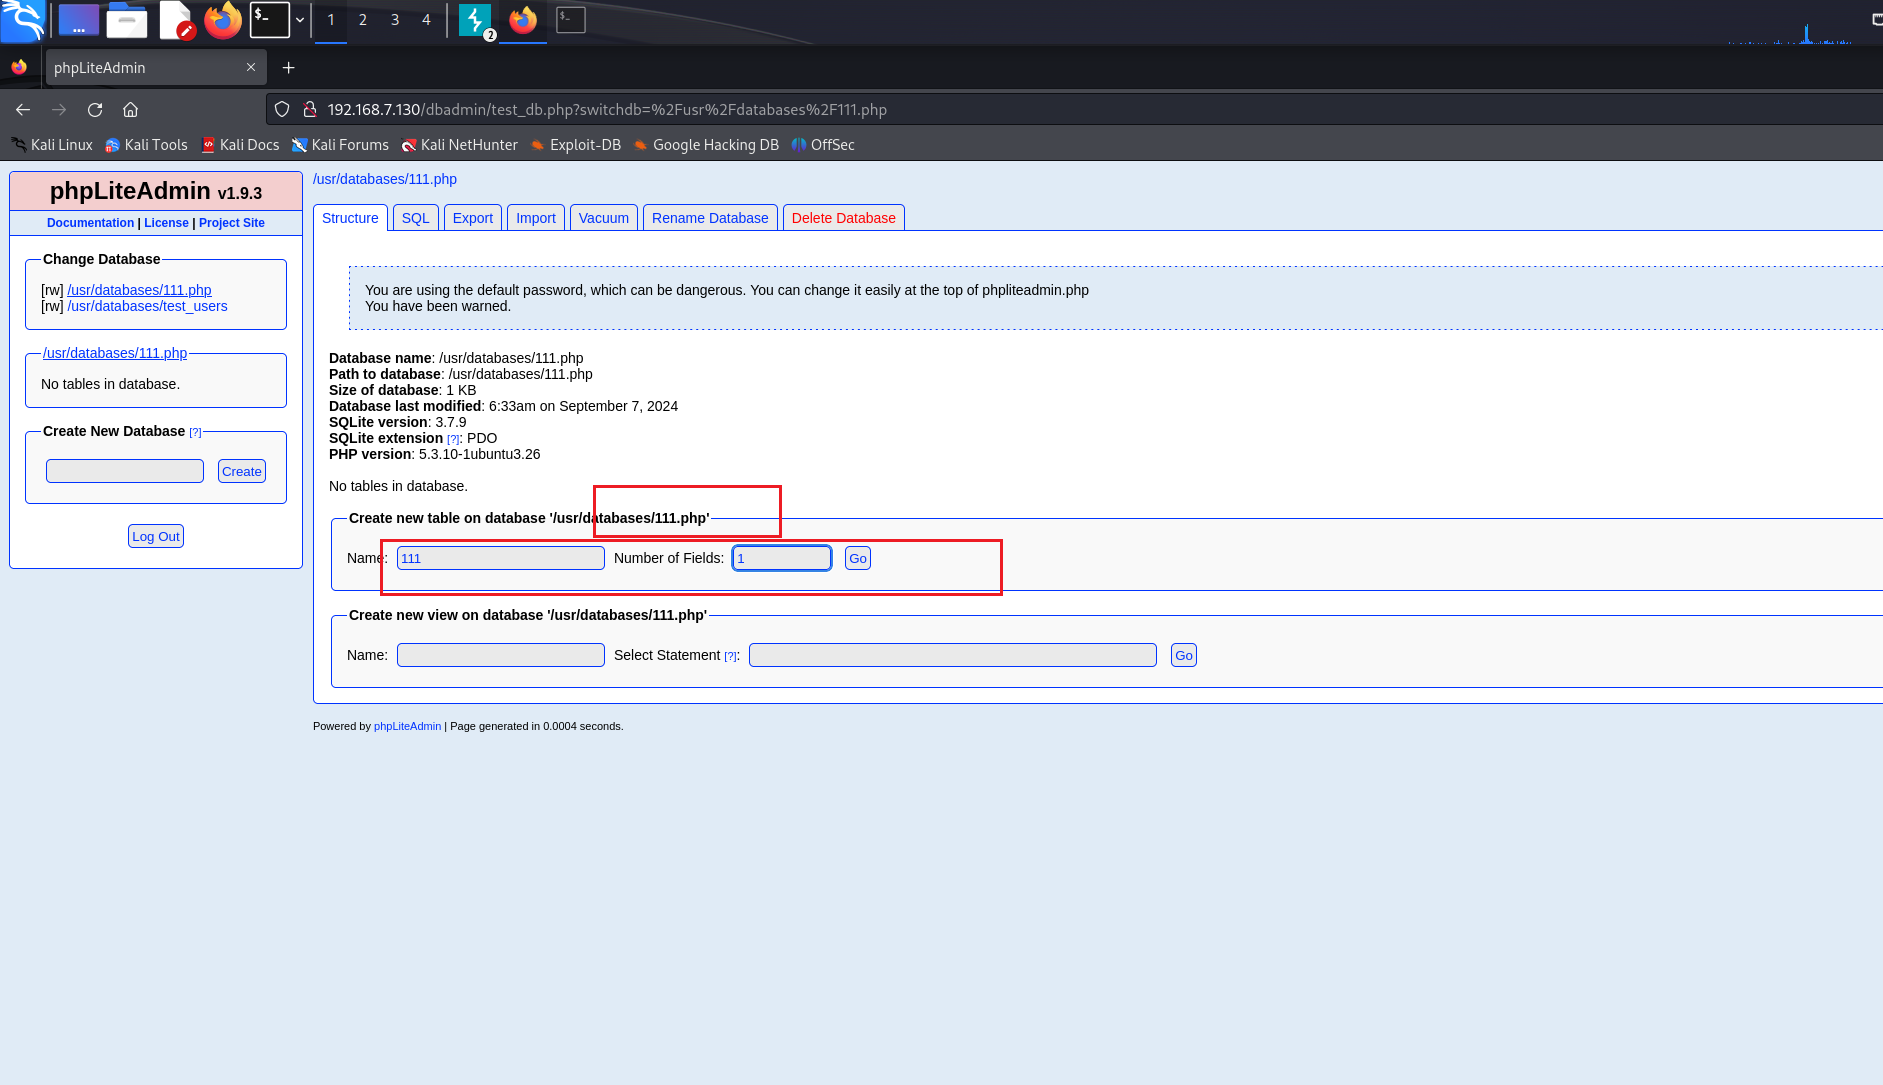 1 2 3 4 2
phpLiteAdmin
192.168.7.130/dbadmin/test_db.php?switchdb=%2Fusr%2Fdatabases%2F111.php
Kali Linux Kali Tools Kali Docs Kali Forums Kali NetHunter Exploit-DB Google Hacking DB OffSec
phpLiteAdmin v1.9.3
Documentation | License | Project Site
Change Database
[rw] /usr/databases/111.php
[rw] /usr/databases/test_users
/usr/databases/111.php
No tables in database.
Create New Database [?]
Create
Log Out
/usr/databases/111.php
Structure SQL Export Import Vacuum Rename Database Delete Database
You are using the default password, which can be dangerous. You can change it easily at the top of phpliteadmin.php
You have been warned.
Database name: /usr/databases/111.php
Path to database: /usr/databases/111.php
Size of database: 1 KB
Database last modified: 6:33am on September 7, 2024
SQLite version: 3.7.9
SQLite extension [?]: PDO
PHP version: 5.3.10-1ubuntu3.26
No tables in database.
Create new table on database '/usr/databases/111.php'
Name: 111 Number of Fields: 1 Go
Create new view on database '/usr/databases/111.php'
Name: Select Statement [?]: Go
Powered by phpLiteAdmin | Page generated in 0.0004 seconds.